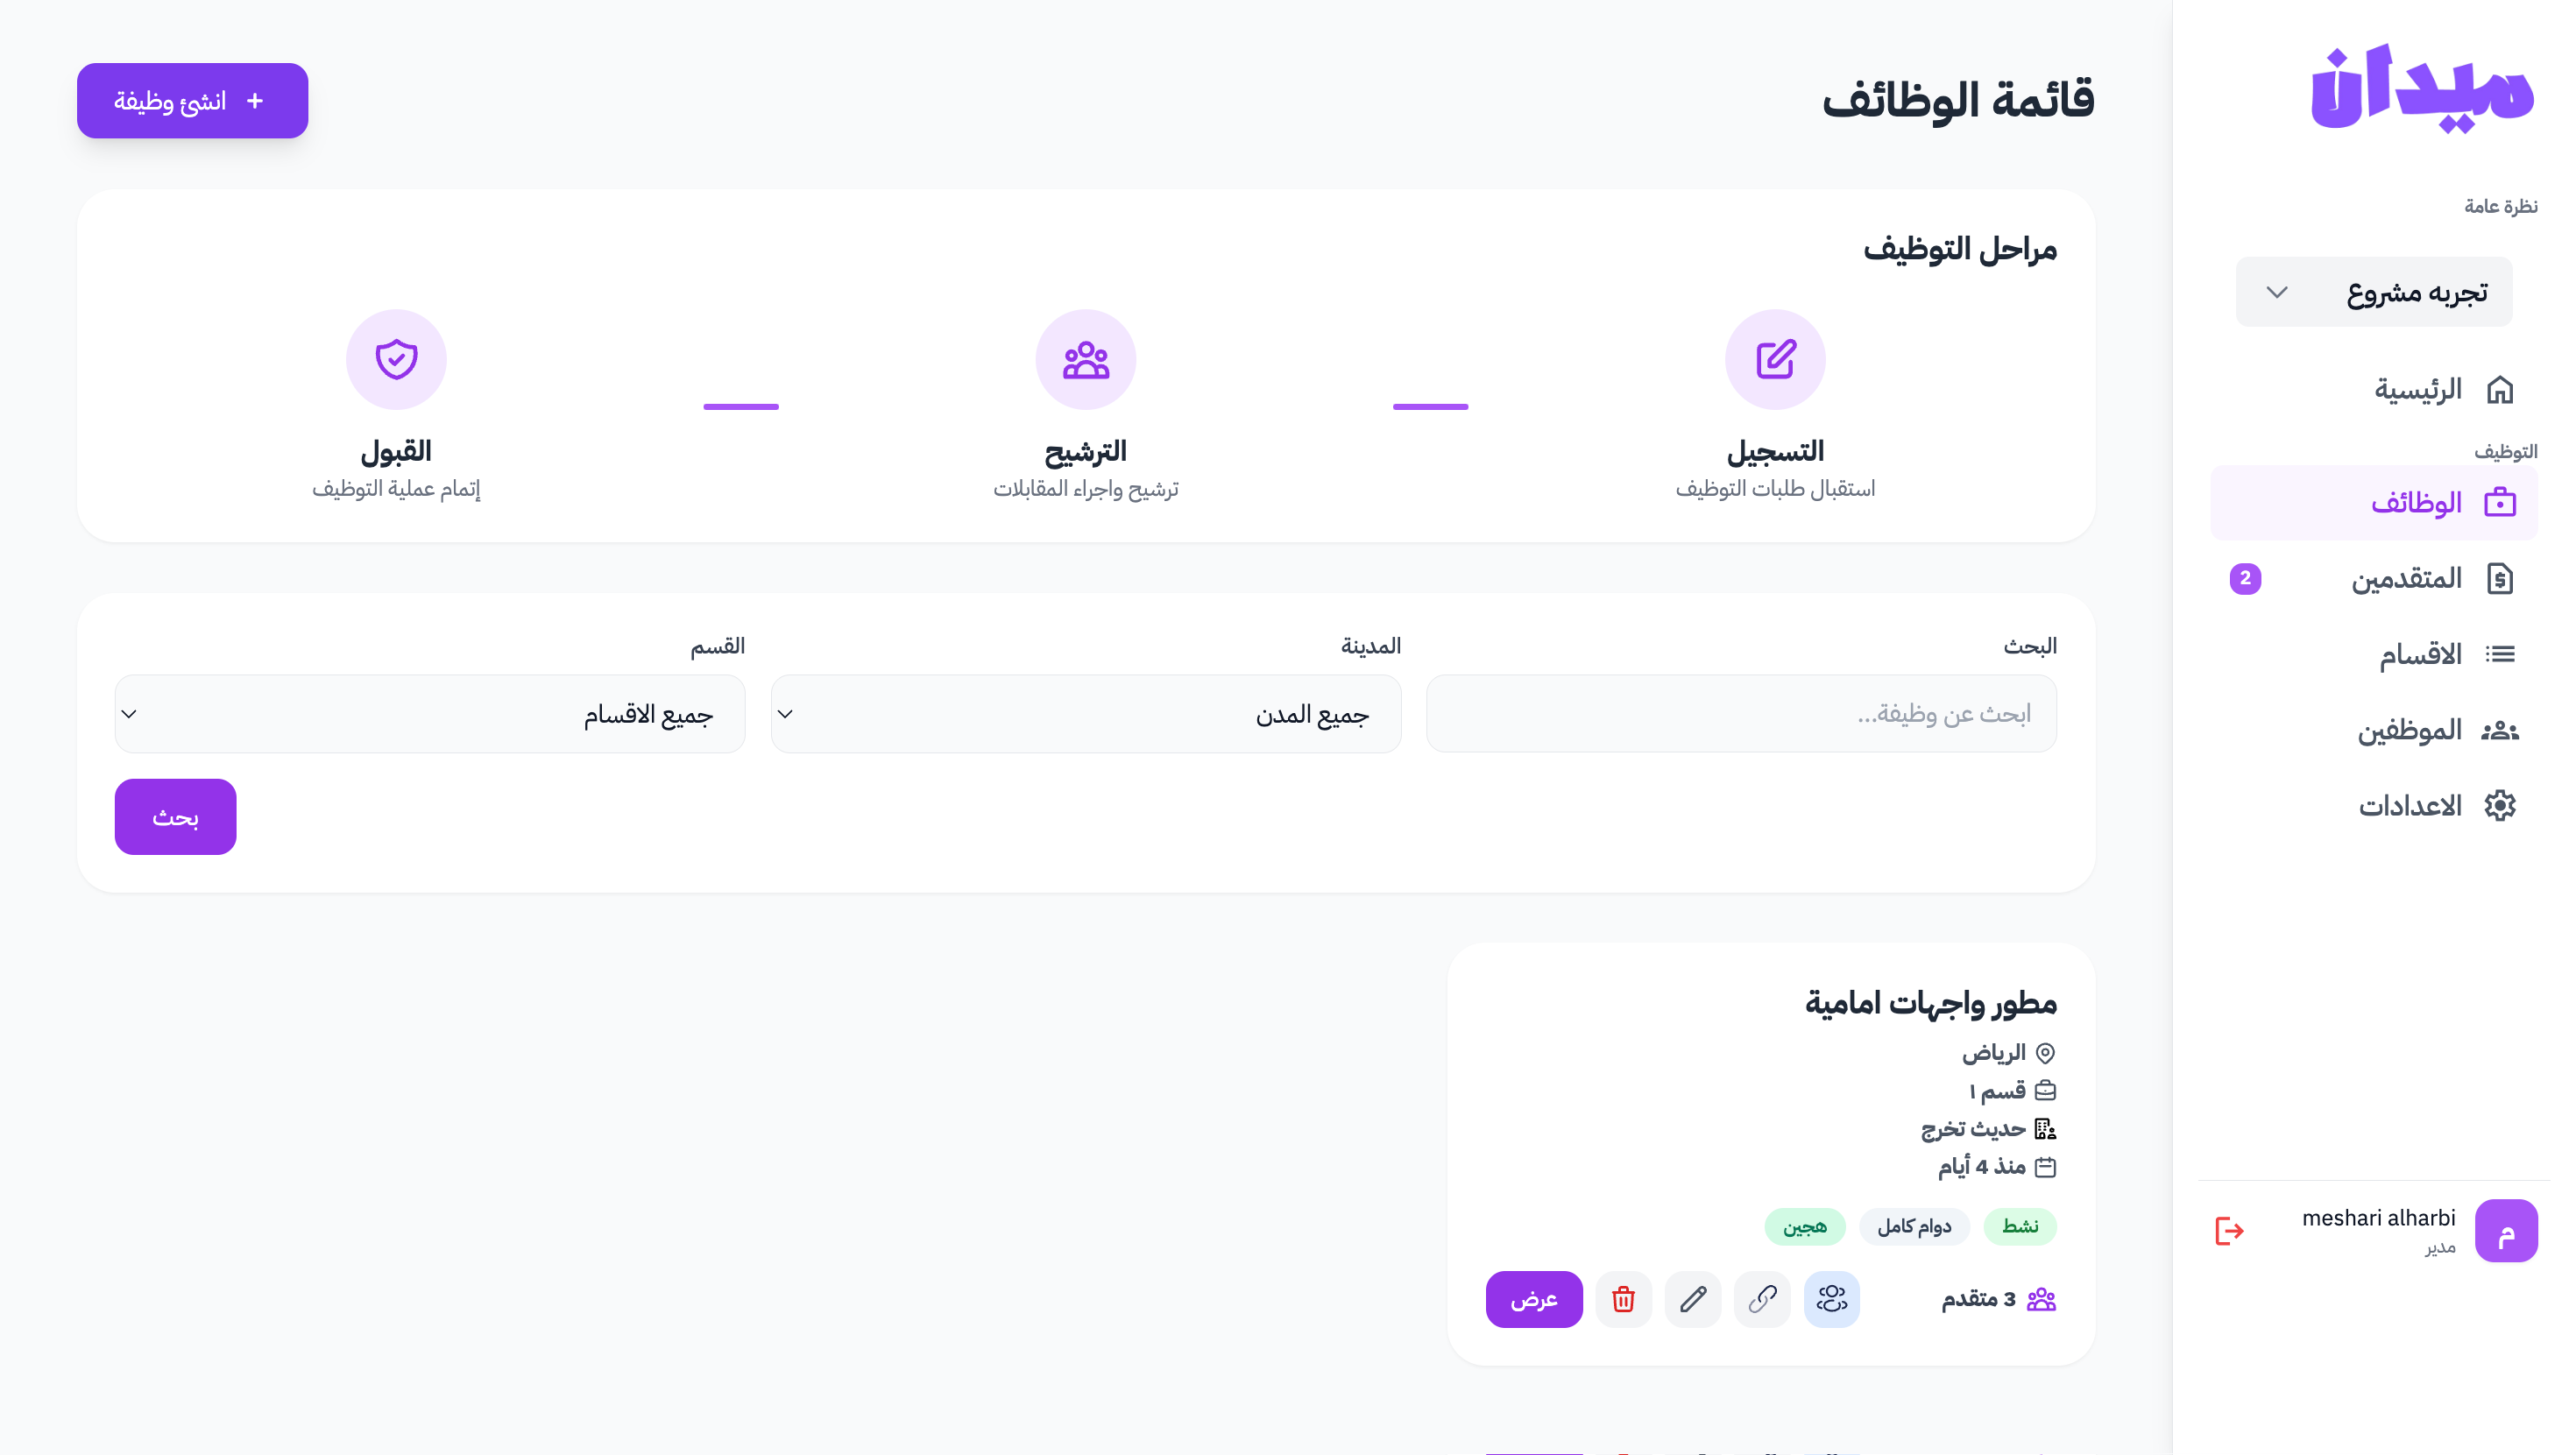 ميدان
نظرة عامة
تجربه مشروع
الرئيسية
التوظيف
الوظائف
المتقدمين 2
الاقسام
الموظفين
الاعدادات
meshari alharbi
مدير
م
قائمة الوظائف
+ انشئ وظيفة
مراحل التوظيف
التسجيل
استقبال طلبات التوظيف
الترشيح
ترشيح واجراء المقابلات
القبول
إتمام عملية التوظيف
البحث
ابحث عن وظيفة...
المدينة
جميع المدن
القسم
جميع الاقسام
بحث
مطور واجهات امامية
الرياض
قسم ١
حديث تخرج
منذ 4 أيام
نشط دوام كامل هجين
3 متقدم
عرض